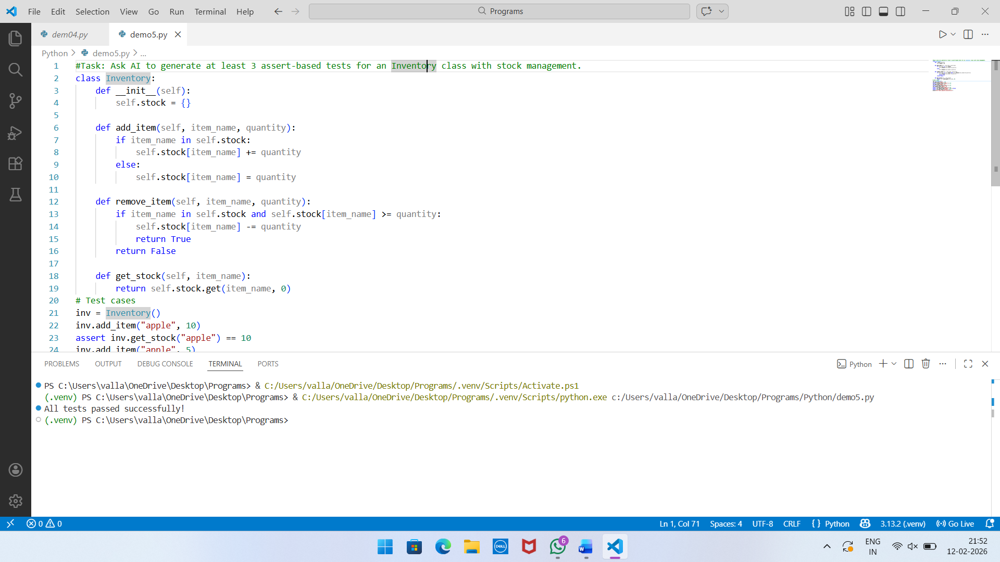 File Edit Selection View Go Run Terminal Help
Programs
dem04.py
demo5.py
Python > demo5.py > ...
1 #Task: Ask AI to generate at least 3 assert-based tests for an Inventory class with stock management.
2 class Inventory:
3 def __init__(self):
4 self.stock = {}
5
6 def add_item(self, item_name, quantity):
7 if item_name in self.stock:
8 self.stock[item_name] += quantity
9 else:
10 self.stock[item_name] = quantity
11
12 def remove_item(self, item_name, quantity):
13 if item_name in self.stock and self.stock[item_name] >= quantity:
14 self.stock[item_name] -= quantity
15 return True
16 return False
17
18 def get_stock(self, item_name):
19 return self.stock.get(item_name, 0)
20 # Test cases
21 inv = Inventory()
22 inv.add_item("apple", 10)
23 assert inv.get_stock("apple") == 10
24 inv.add_item("apple", 5)
PROBLEMS OUTPUT DEBUG CONSOLE TERMINAL PORTS
Python
PS C:\Users\valla\OneDrive\Desktop\Programs> & C:/Users/valla/OneDrive/Desktop/Programs/.venv/Scripts/Activate.ps1
(.venv) PS C:\Users\valla\OneDrive\Desktop\Programs> & C:/Users/valla/OneDrive/Desktop/Programs/.venv/Scripts/python.exe c:/Users/valla/OneDrive/Desktop/Programs/Python/demo5.py
All tests passed successfully!
(.venv) PS C:\Users\valla\OneDrive\Desktop\Programs>
0 0
Ln 1, Col 71 Spaces: 4 UTF-8 CRLF {} Python 3.13.2 (.venv) Go Live
DELL
6
W
ENG
IN
21:52
12-02-2026